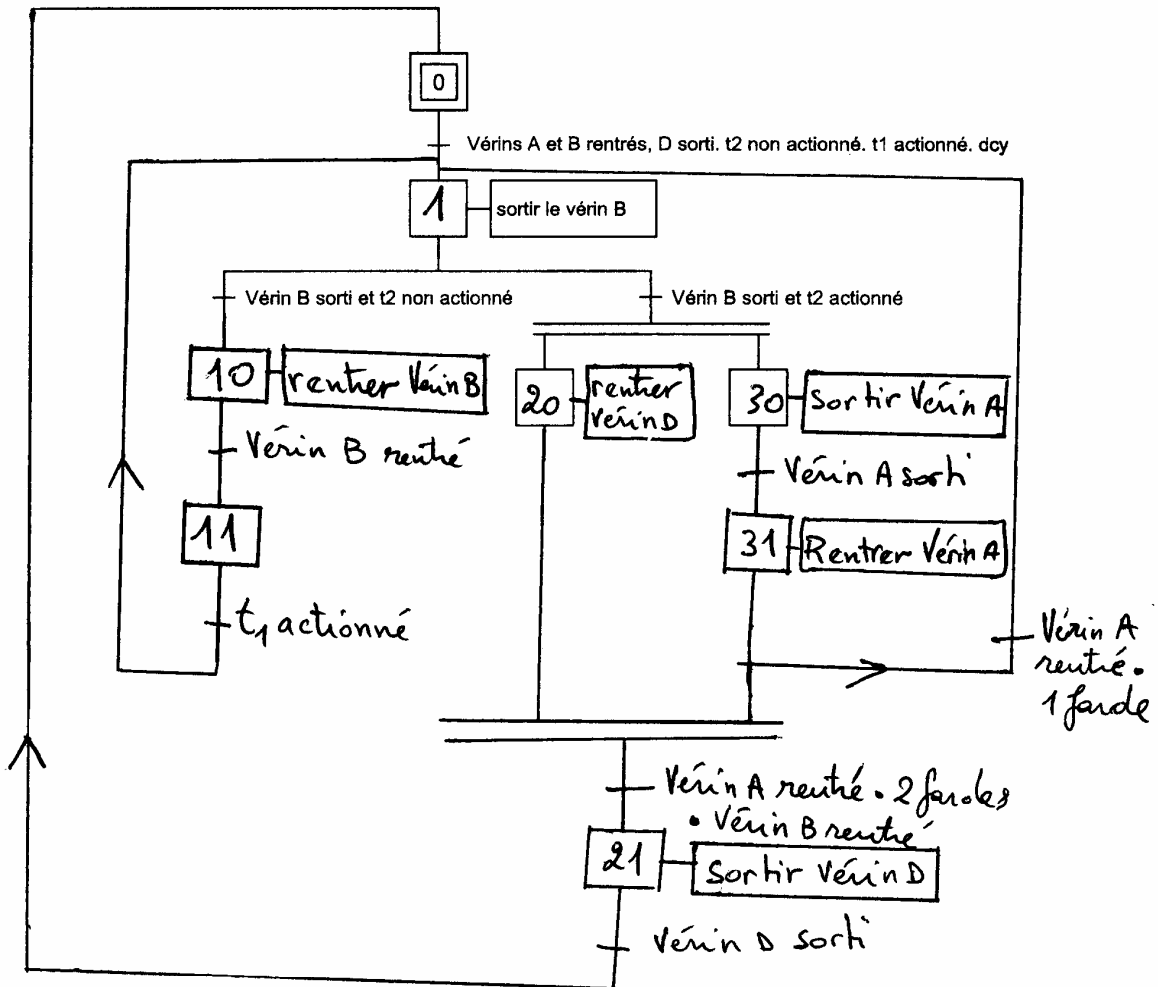 0
Vérins A et B rentrés, D sorti. t2 non actionné. t1 actionné. dcy
1
sortir le vérin B
Vérin B sorti et t2 non actionné
Vérin B sorti et t2 actionné
10
rentrer Vérin B
20
rentrer
vérin D
30
Sortir Vérin A
Vérin B rentré
Vérin A sorti
11
31
Rentrer Vérin A
t1 actionné
Vérin A
rentré.
1 farde
Vérin A rentré . 2 fardes
. Vérin B rentré
21
Sortir Vérin D
Vérin D sorti